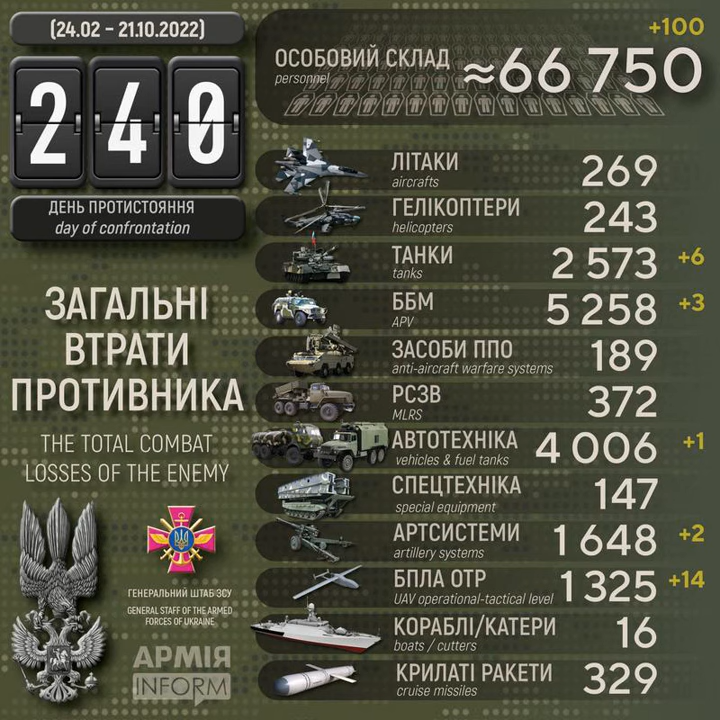 (24.02 – 21.10.2022)
240
ДЕНЬ ПРОТИСТОЯННЯ
day of confrontation
ЗАГАЛЬНІ
ВТРАТИ
ПРОТИВНИКА
THE TOTAL COMBAT
LOSSES OF THE ENEMY
ГЕНЕРАЛЬНИЙ ШТАБ ЗСУ
GENERAL STAFF OF THE ARMED
FORCES OF UKRAINE
АРМІЯ
INFORM
+100
ОСОБОВИЙ СКЛАД ≈66 750
personnel
ЛІТАКИ 269
aircrafts
ГЕЛІКОПТЕРИ 243
helicopters
ТАНКИ 2 573 +6
tanks
ББМ 5 258 +3
APV
ЗАСОБИ ППО 189
anti-aircraft warfare systems
РСЗВ 372
MLRS
АВТОТЕХНІКА 4 006 +1
vehicles & fuel tanks
СПЕЦТЕХНІКА 147
special equipment
АРТСИСТЕМИ 1 648 +2
artillery systems
БПЛА ОТР 1 325 +14
UAV operational-tactical level
КОРАБЛІ/КАТЕРИ 16
boats / cutters
КРИЛАТІ РАКЕТИ 329
cruise missiles